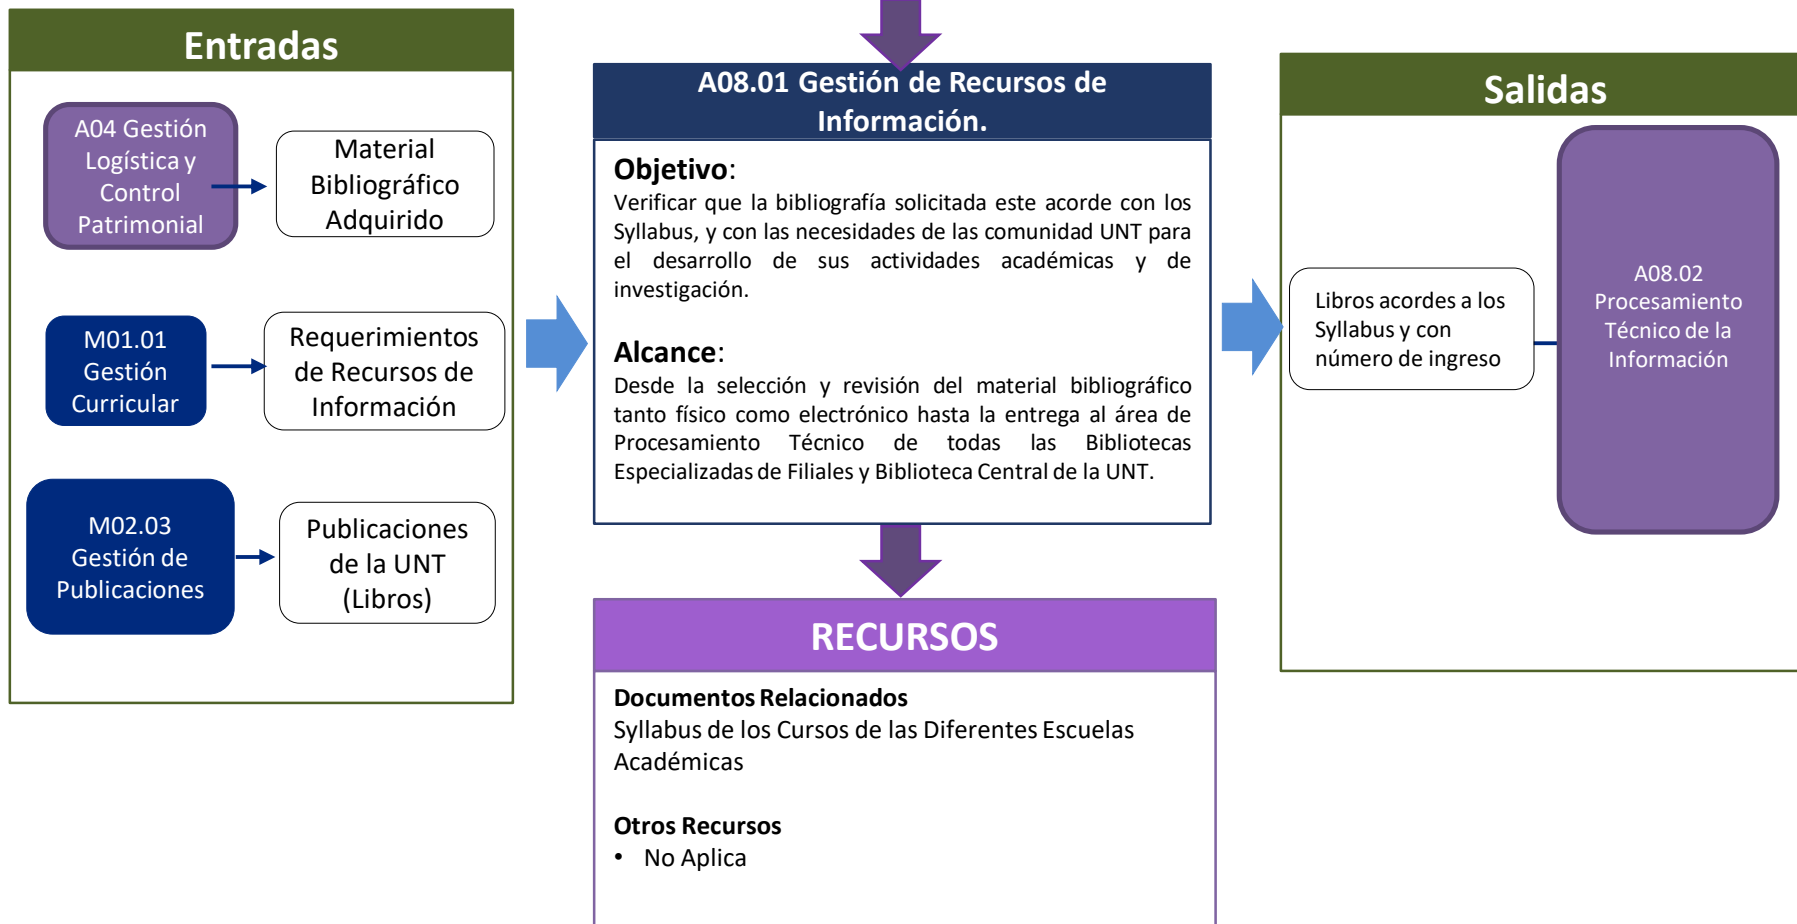 Entradas
A04 Gestión
Logística y
Control
Patrimonial
Material
Bibliográfico
Adquirido
M01.01
Gestión
Curricular
Requerimientos
de Recursos de
Información
M02.03
Gestión de
Publicaciones
Publicaciones
de la UNT
(Libros)
A08.01 Gestión de Recursos de
Información.
Objetivo:
Verificar que la bibliografía solicitada este acorde con los
Syllabus, y con las necesidades de las comunidad UNT para
el desarrollo de sus actividades académicas y de
investigación.
Alcance:
Desde la selección y revisión del material bibliográfico
tanto físico como electrónico hasta la entrega al área de
Procesamiento Técnico de todas las Bibliotecas
Especializadas de Filiales y Biblioteca Central de la UNT.
RECURSOS
Documentos Relacionados
Syllabus de los Cursos de las Diferentes Escuelas
Académicas
Otros Recursos
• No Aplica
Salidas
Libros acordes a los
Syllabus y con
número de ingreso
A08.02
Procesamiento
Técnico de la
Información